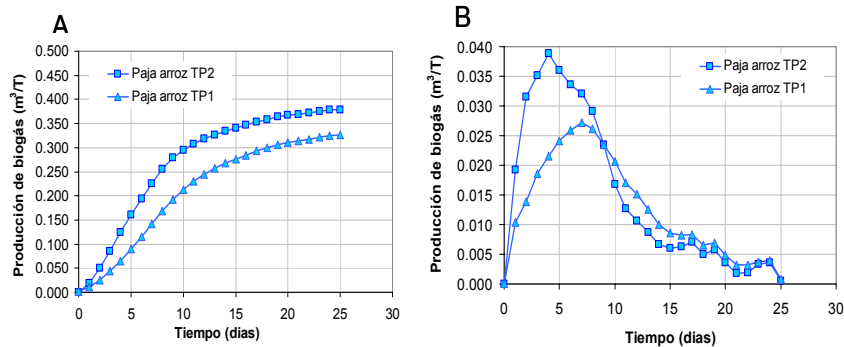 A
Producción de biogás (m³/T)
0.500
0.450
0.400
0.350
0.300
0.250
0.200
0.150
0.100
0.050
0.000
Paja arroz TP2
Paja arroz TP1
0 5 10 15 20 25 30
Tiempo (dias)
B
Producción de biogás (m³/T)
0.040
0.035
0.030
0.025
0.020
0.015
0.010
0.005
0.000
Paja arroz TP2
Paja arroz TP1
0 5 10 15 20 25 30
Tiempo (dias)